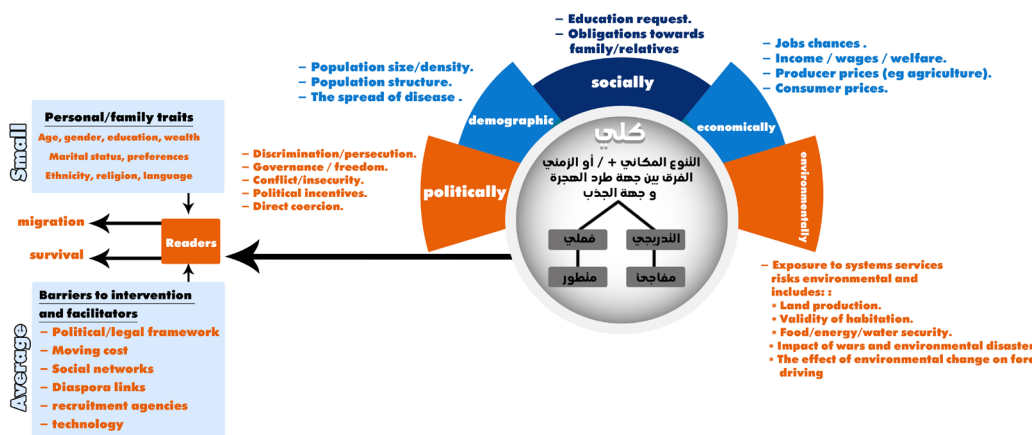 – Education request.
– Obligations towards
family/relatives
– Population size/density.
– Population structure.
– The spread of disease .
– Jobs chances .
– Income / wages / welfare.
– Producer prices (eg agriculture).
– Consumer prices.
socially
demographic
economically
politically
environmentally
– Discrimination/persecution.
– Governance / freedom.
– Conflict/insecurity.
– Political incentives.
– Direct coercion.
كلي
التنوع المكاني + / أو الزمني
الفرق بين جهة طرد الهجرة
و جهة الجذب
التدريجي
فعلي
مفاجئ
متطور
Small
Personal/family traits
Age, gender, education, wealth
Marital status, preferences
Ethnicity, religion, language
migration
survival
Readers
Average
Barriers to intervention
and facilitators
– Political/legal framework
– Moving cost
– Social networks
– Diaspora links
– recruitment agencies
– technology
– Exposure to systems services
risks environmental and
includes: :
* Land production.
* Validity of habitation.
* Food/energy/water security.
* Impact of wars and environmental disaster
* The effect of environmental change on fore
driving